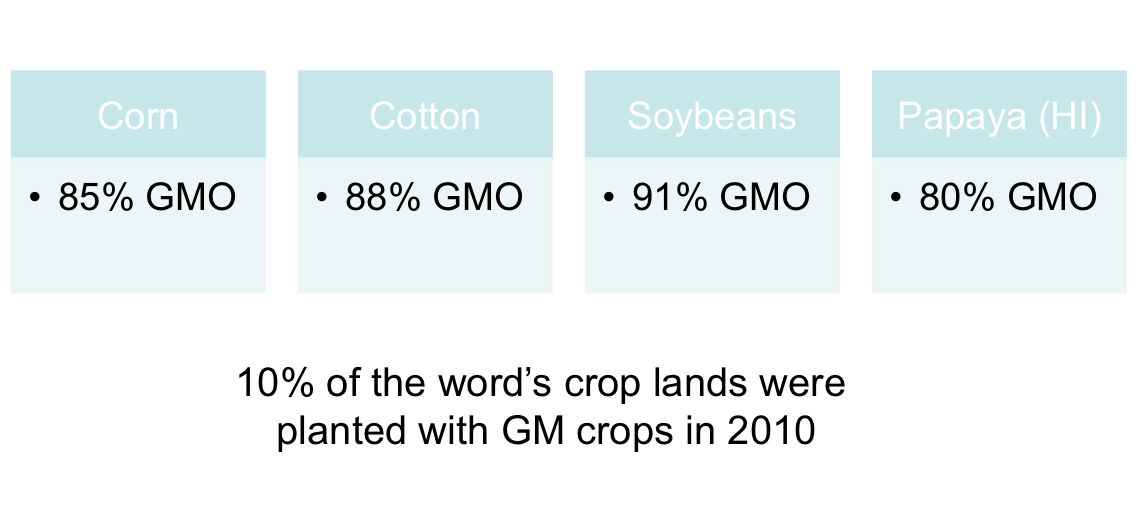 Corn
• 85% GMO
Cotton
• 88% GMO
Soybeans
• 91% GMO
Papaya (HI)
• 80% GMO
10% of the word’s crop lands were
planted with GM crops in 2010